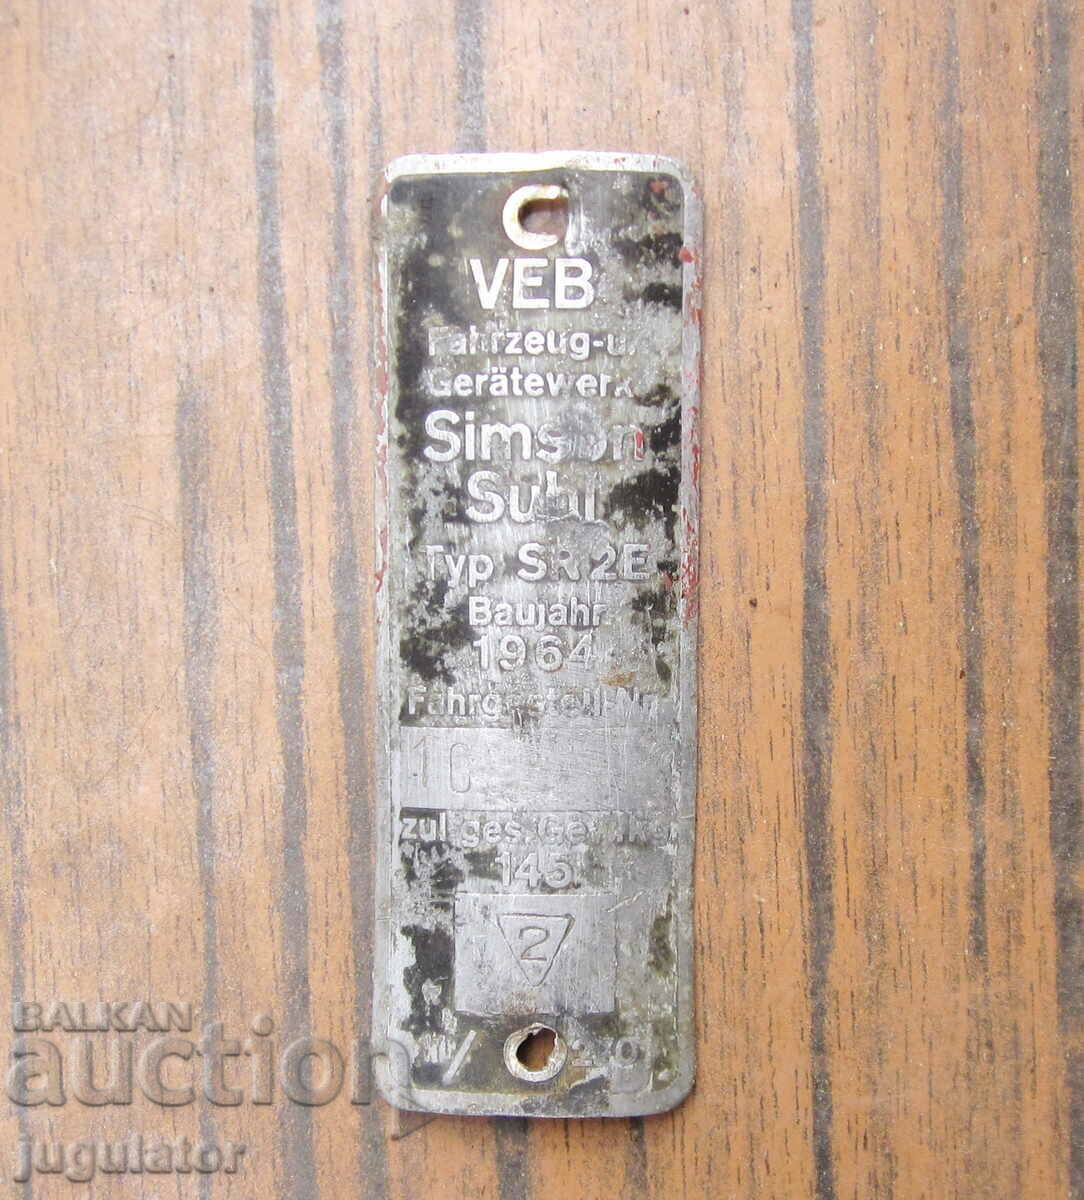 VEB
Fahrzeug-u.
Gerätewerk
Simson
Suhl
Typ SR2E
Baujahr
1964
Fahrgestell-Nr.
zul. ges. Gew. kg
145
2
BALKAN
auction
jugulator